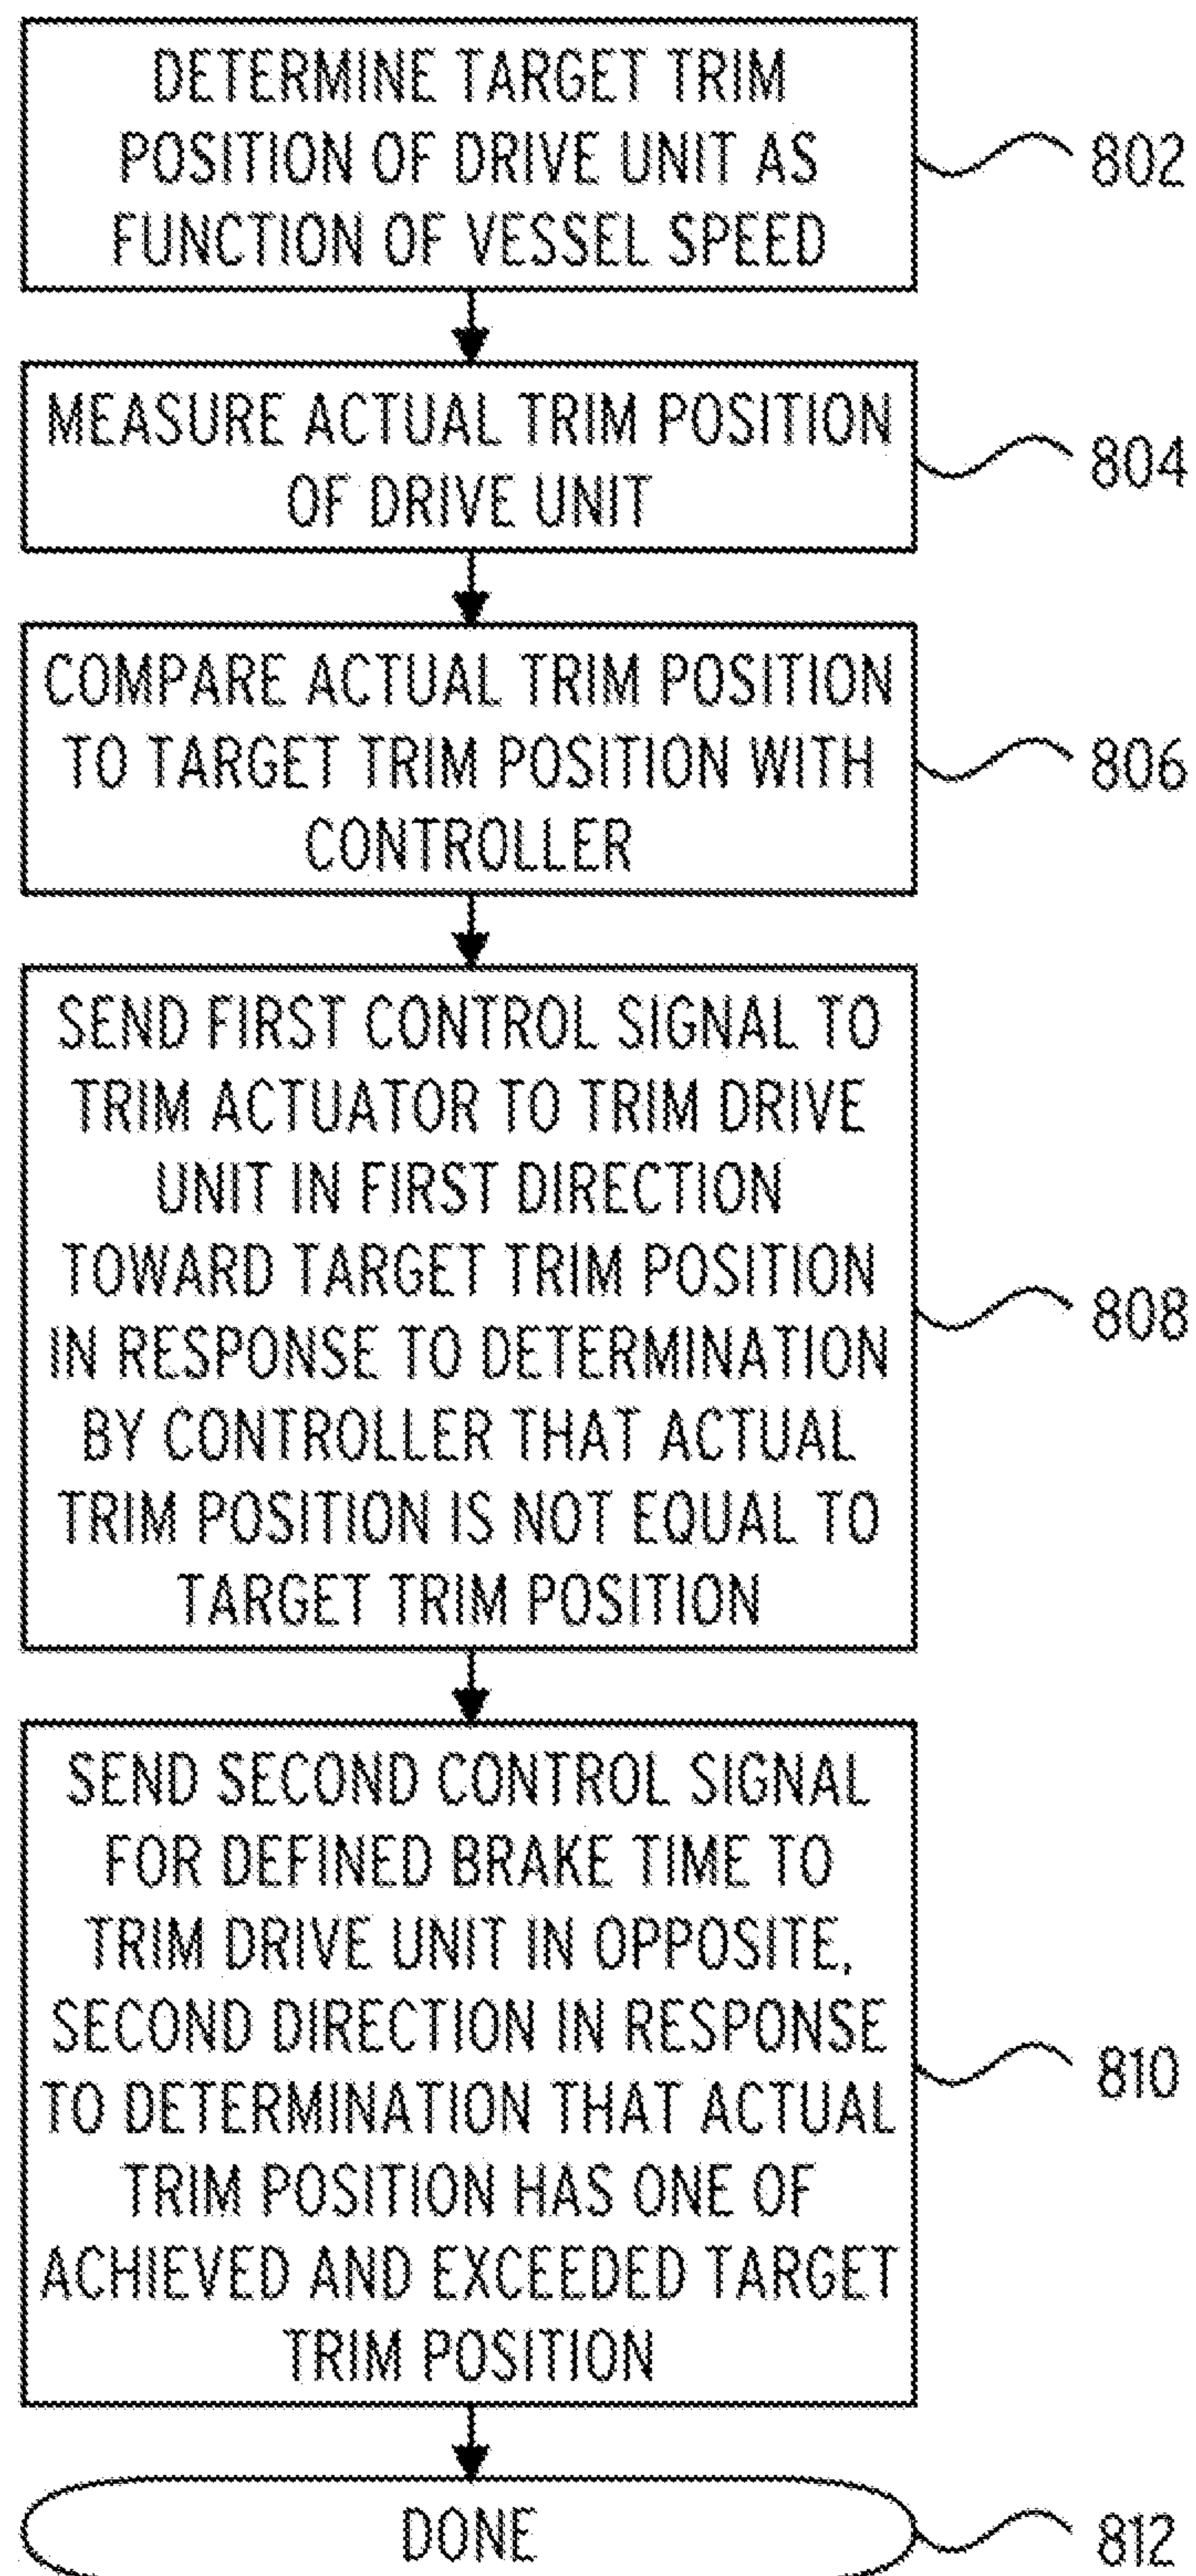 DETERMINE TARGET TRIM
POSITION OF DRIVE UNIT AS
FUNCTION OF VESSEL SPEED
802
MEASURE ACTUAL TRIM POSITION
OF DRIVE UNIT
804
COMPARE ACTUAL TRIM POSITION
TO TARGET TRIM POSITION WITH
CONTROLLER
806
SEND FIRST CONTROL SIGNAL TO
TRIM ACTUATOR TO TRIM DRIVE
UNIT IN FIRST DIRECTION
TOWARD TARGET TRIM POSITION
IN RESPONSE TO DETERMINATION
BY CONTROLLER THAT ACTUAL
TRIM POSITION IS NOT EQUAL TO
TARGET TRIM POSITION
808
SEND SECOND CONTROL SIGNAL
FOR DEFINED BRAKE TIME TO
TRIM DRIVE UNIT IN OPPOSITE,
SECOND DIRECTION IN RESPONSE
TO DETERMINATION THAT ACTUAL
TRIM POSITION HAS ONE OF
ACHIEVED AND EXCEEDED TARGET
TRIM POSITION
810
DONE
812